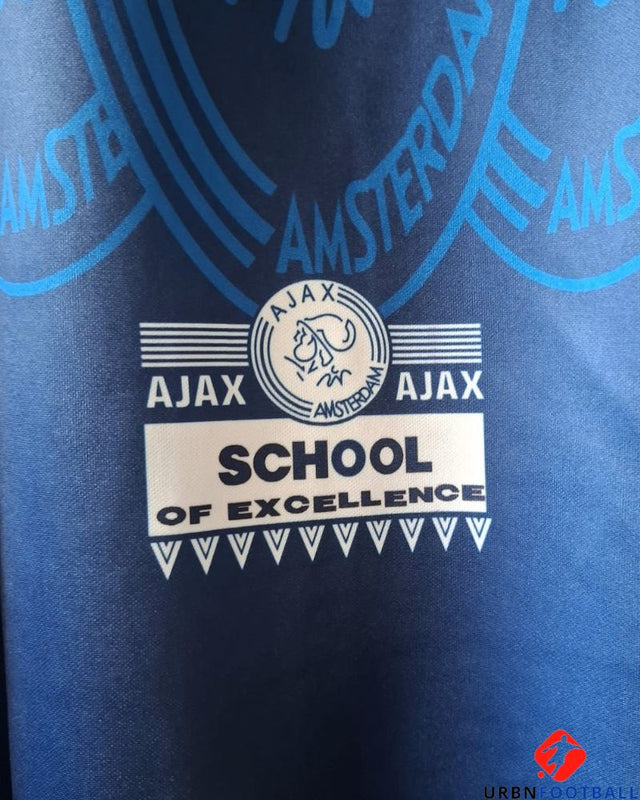 AMSTE
AMSTERDAM
AMS
AJAX
AMSTERDAM
AJAX AJAX
SCHOOL
OF EXCELLENCE
URBNFOOTBALL